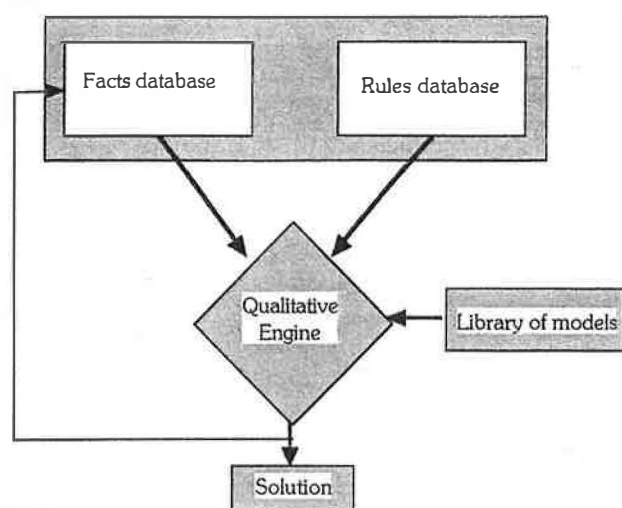 Facts database
Rules database
Qualitative
Engine
Library of models
Solution